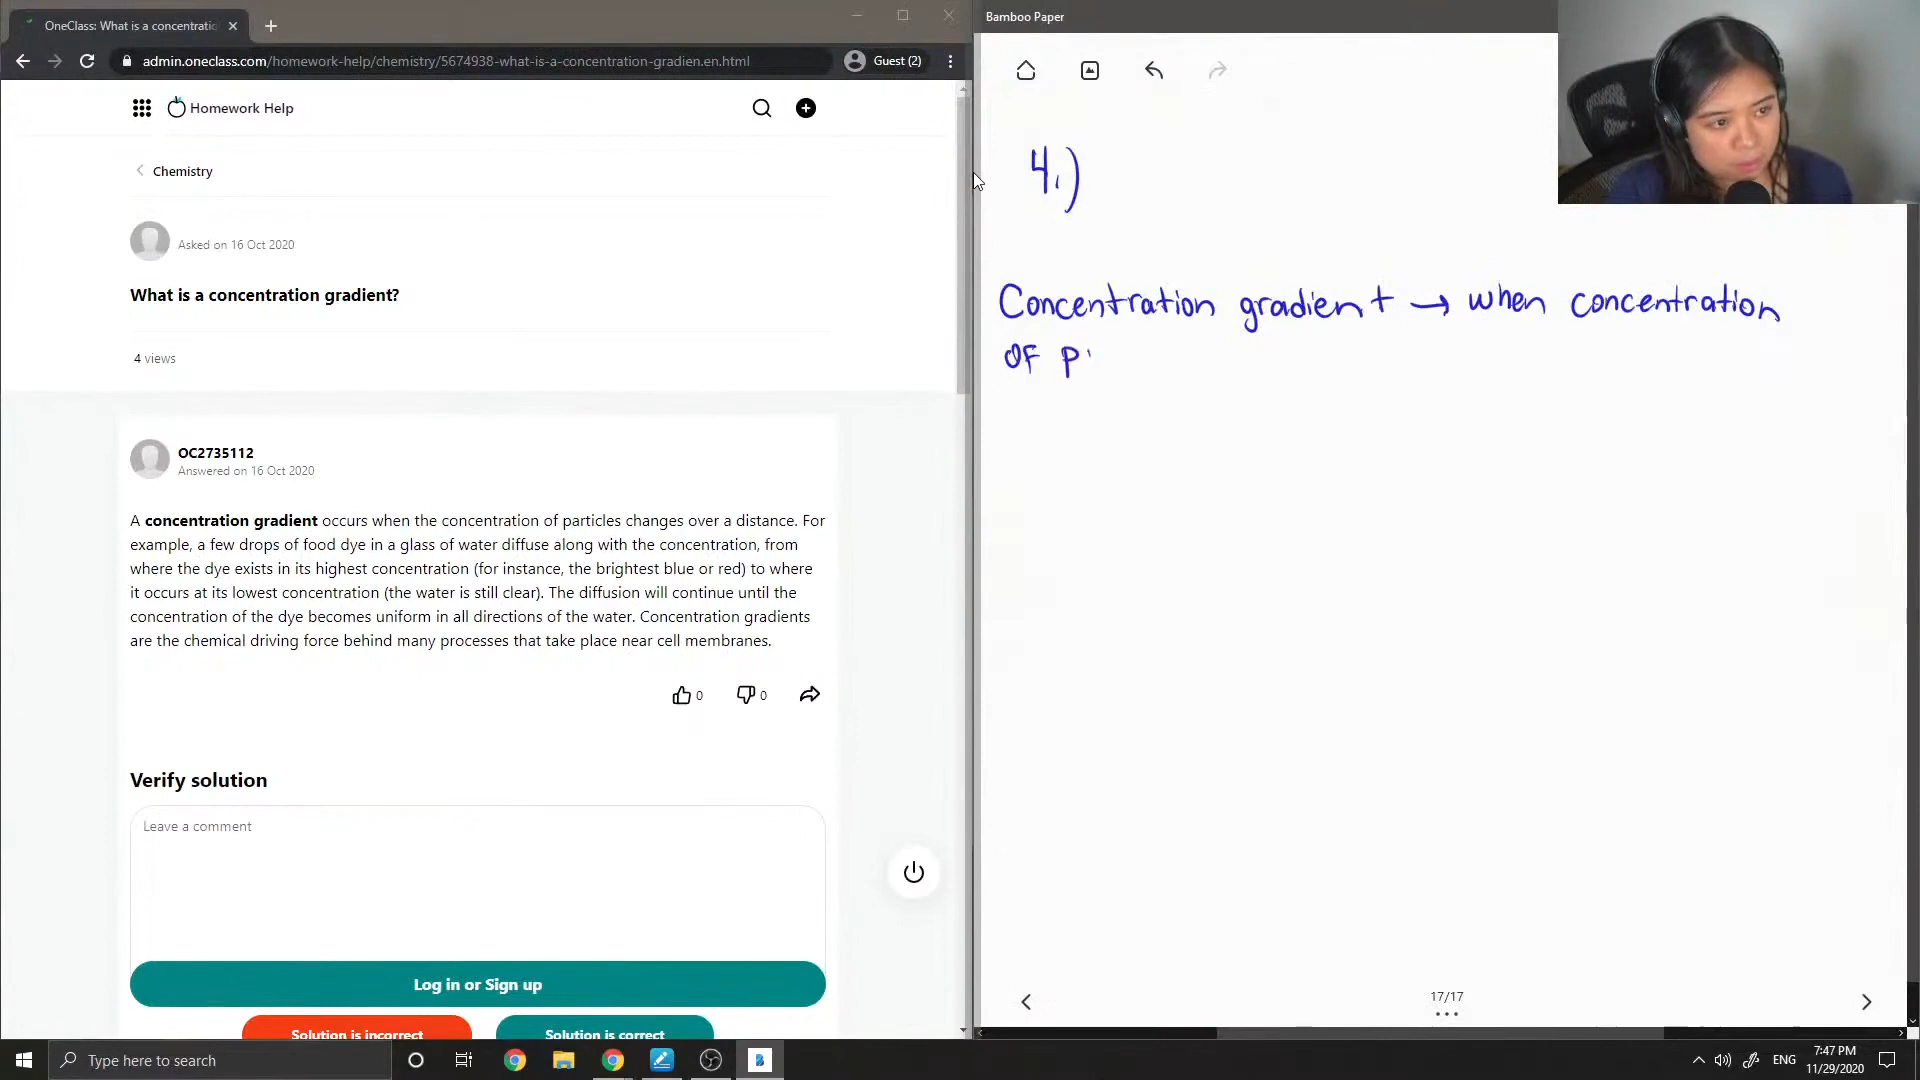 OneClass: What is a concentratio
Bamboo Paper
admin.oneclass.com/homework-help/chemistry/5674938-what-is-a-concentration-gradien.en.html
Guest (2)
Homework Help
Chemistry
Asked on 16 Oct 2020
What is a concentration gradient?
4 views
OC2735112
Answered on 16 Oct 2020
A concentration gradient occurs when the concentration of particles changes over a distance. For
example, a few drops of food dye in a glass of water diffuse along with the concentration, from
where the dye exists in its highest concentration (for instance, the brightest blue or red) to where
it occurs at its lowest concentration (the water is still clear). The diffusion will continue until the
concentration of the dye becomes uniform in all directions of the water. Concentration gradients
are the chemical driving force behind many processes that take place near cell membranes.
0
0
Verify solution
Leave a comment
Log in or Sign up
Solution is incorrect
Solution is correct
4.)
Concentration gradient → when concentration
OF p
17/17
Type here to search
ENG
7:47 PM
11/29/2020